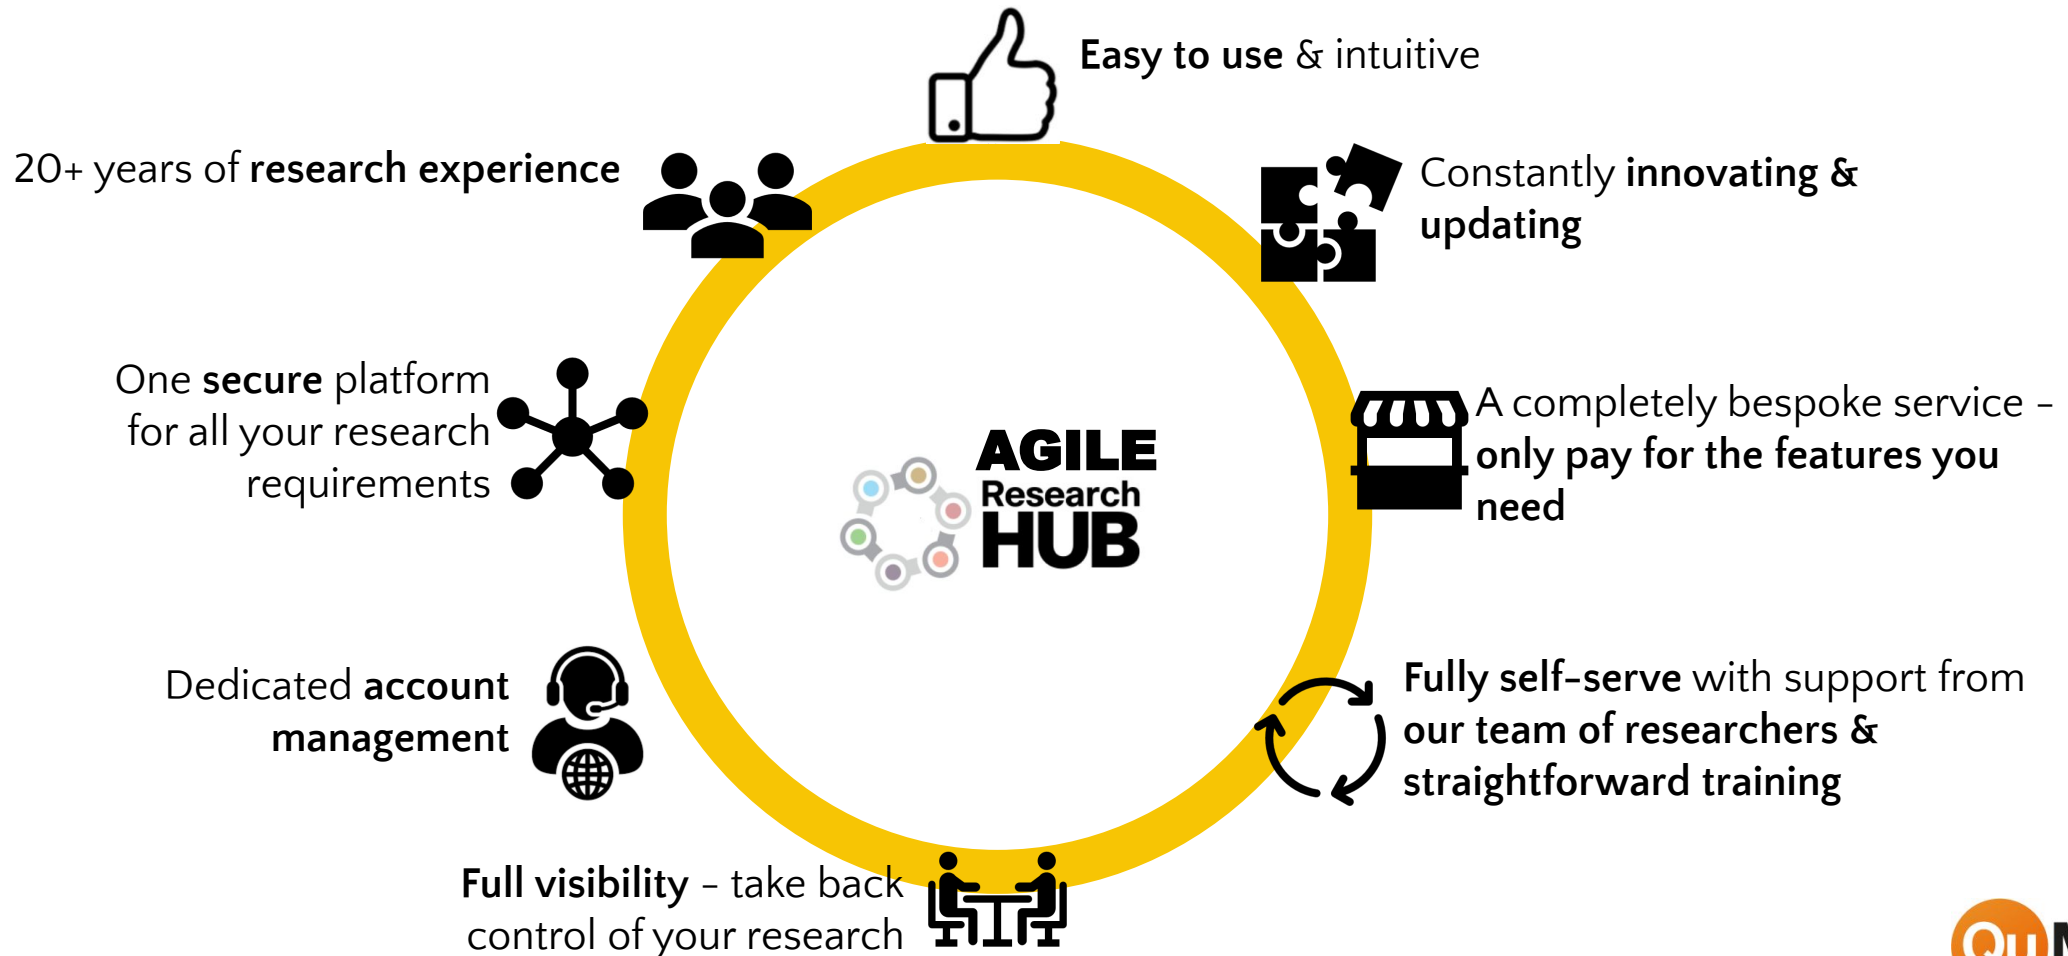 Easy to use & intuitive
20+ years of research experience
Constantly innovating &
updating
One secure platform
for all your research
requirements
A completely bespoke service -
only pay for the features you
need
AGILE
Research
HUB
Dedicated account
management
Fully self-serve with support from
our team of researchers &
straightforward training
Full visibility - take back
control of your research
Qu